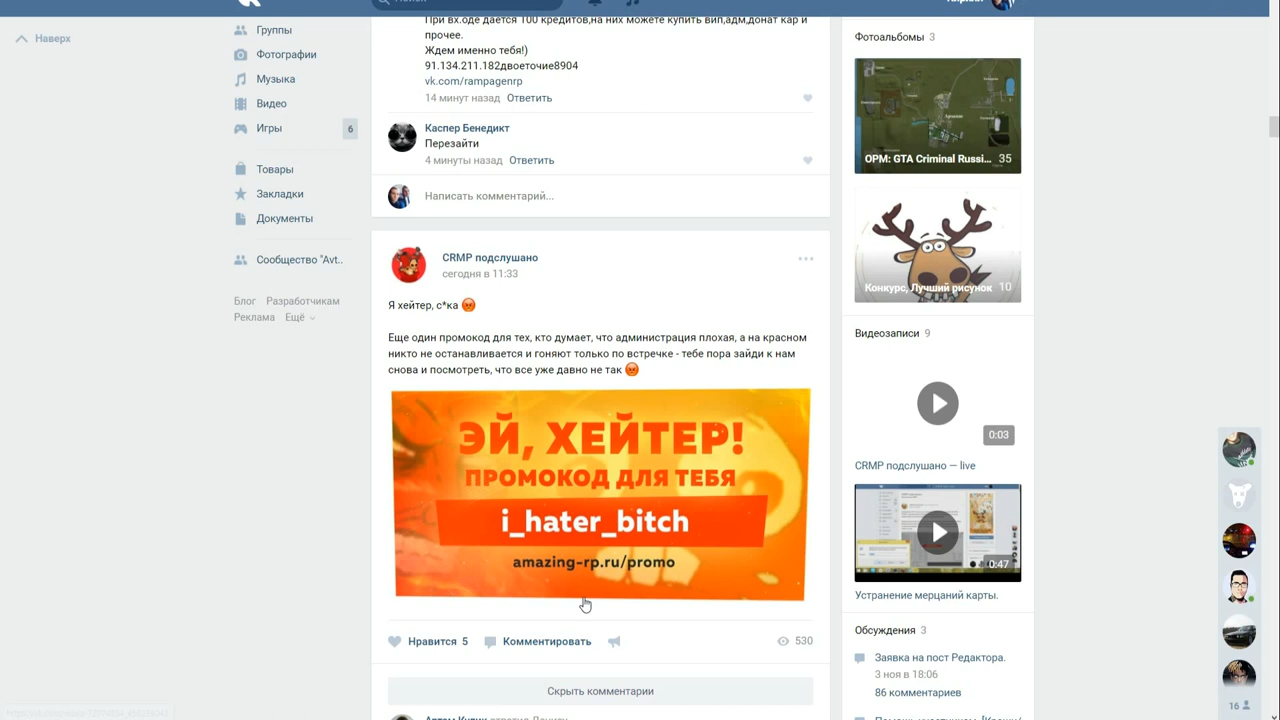 Поиск
Кирилл
Наверх
Группы
Фотографии
Музыка
Видео
Игры
6
Товары
Закладки
Документы
Сообщество "Avt..
Блог Разработчикам
Реклама Ещё
При вх.оде дается 100 кредитов,на них можете купить вип,адм,донат кар и
прочее.
Ждем именно тебя!)
91.134.211.182двоеточие8904
vk.com/rampagenrp
14 минут назад Ответить
Каспер Бенедикт
Перезайти
4 минуты назад Ответить
Написать комментарий...
CRMP подслушано
сегодня в 11:33
Я хейтер, с*ка
Еще один промокод для тех, кто думает, что администрация плохая, а на красном
никто не останавливается и гоняют только по встречке - тебе пора зайди к нам
снова и посмотреть, что все уже давно не так
ЭЙ, ХЕЙТЕР!
ПРОМОКОД ДЛЯ ТЕБЯ
i_hater_bitch
amazing-rp.ru/promo
Нравится 5 Комментировать 530
Скрыть комментарии
Фотоальбомы 3
ОРМ: GTA Criminal Russi... 35
Конкурс, Лучший рисунок 10
Видеозаписи 9
0:03
CRMP подслушано — live
0:47
Устранение мерцаний карты.
Обсуждения 3
Заявка на пост Редактора.
3 ноя в 18:06
86 комментариев
16